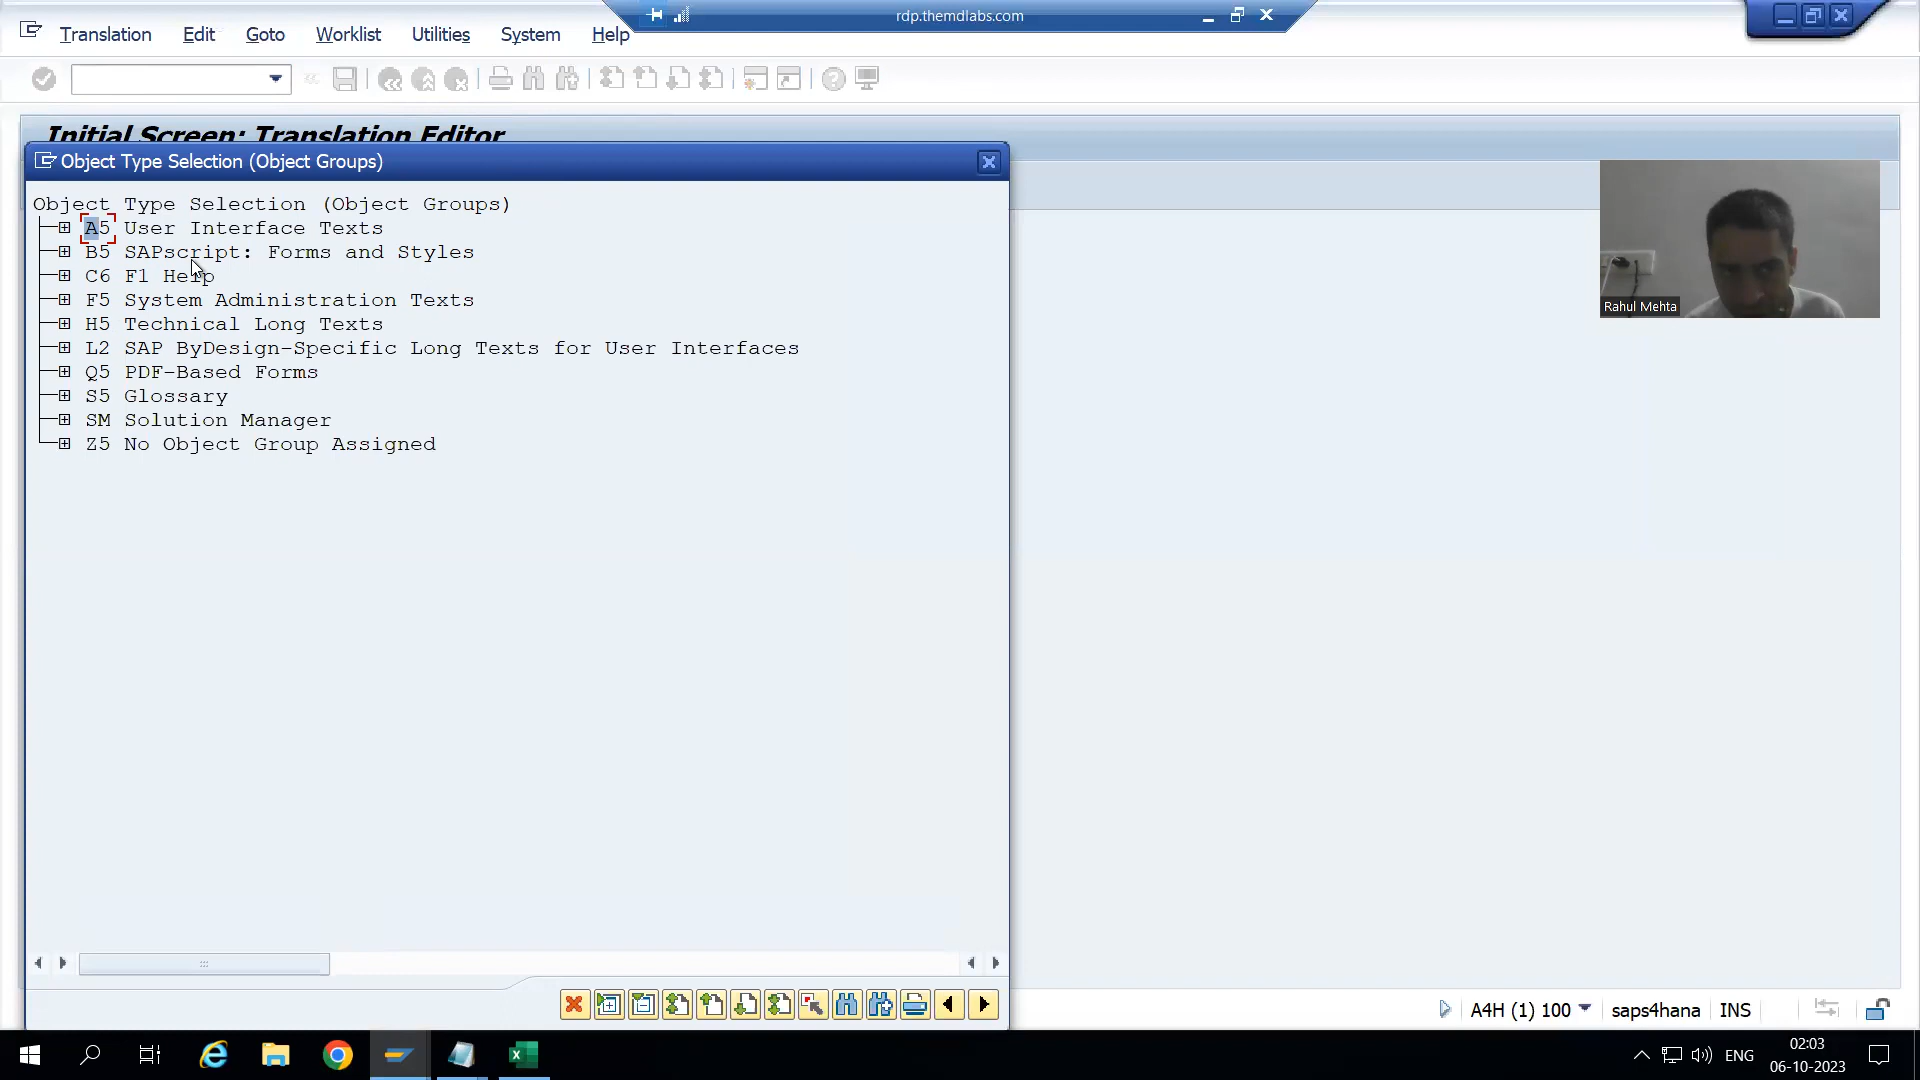 rdp.themdlabs.com
Translation Edit Goto Worklist Utilities System Help
Initial Screen: Translation Editor
Object Type Selection (Object Groups)
Object Type Selection (Object Groups)
A5 User Interface Texts
B5 SAPscript: Forms and Styles
C6 F1 Help
F5 System Administration Texts
H5 Technical Long Texts
L2 SAP ByDesign-Specific Long Texts for User Interfaces
Q5 PDF-Based Forms
S5 Glossary
SM Solution Manager
Z5 No Object Group Assigned
Rahul Mehta
A4H (1) 100 saps4hana INS
ENG
02:03
06-10-2023